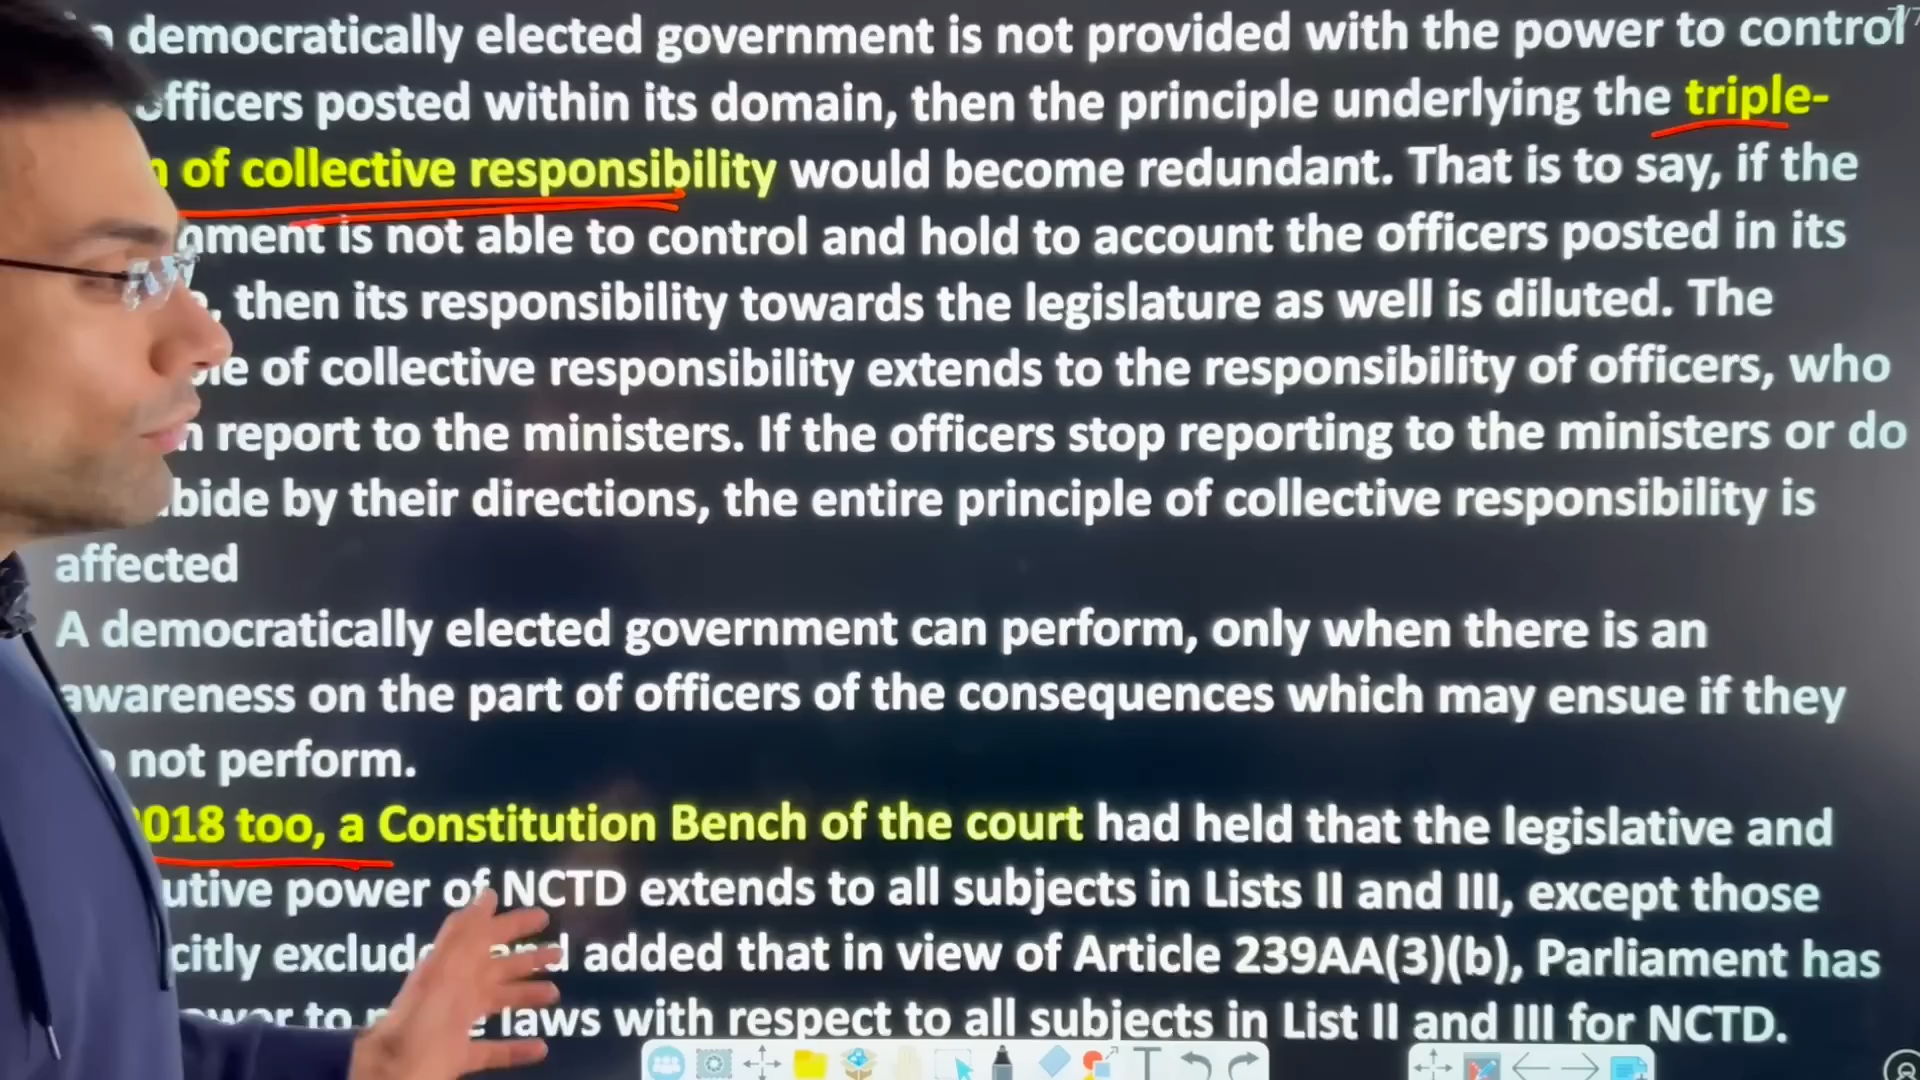 democratically elected government is not provided with the power to control
officers posted within its domain, then the principle underlying the triple-
of collective responsibility would become redundant. That is to say, if the
is not able to control and hold to account the officers posted in its
, then its responsibility towards the legislature as well is diluted. The
of collective responsibility extends to the responsibility of officers, who
report to the ministers. If the officers stop reporting to the ministers or do
by their directions, the entire principle of collective responsibility is
affected
A democratically elected government can perform, only when there is an
awareness on the part of officers of the consequences which may ensue if they
not perform.
2018 too, a Constitution Bench of the court had held that the legislative and
power of NCTD extends to all subjects in Lists II and III, except those
added that in view of Article 239AA(3)(b), Parliament has
to laws with respect to all subjects in List II and III for NCTD.